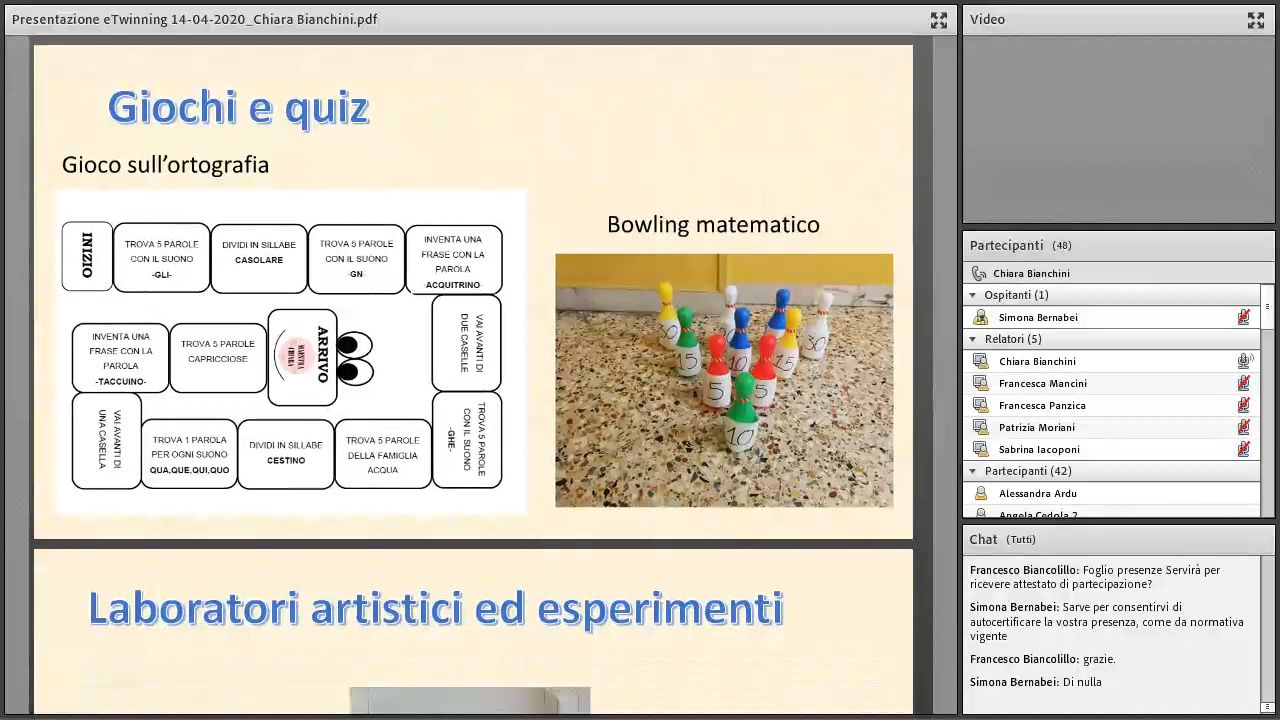 Presentazione eTwinning 14-04-2020_Chiara Bianchini.pdf
Giochi e quiz
Gioco sull'ortografia
INIZIO
TROVA 5 PAROLE
CON IL SUONO
-GLI-
DIVIDI IN SILLABE
CASOLARE
TROVA 5 PAROLE
CON IL SUONO
-GN-
INVENTA UNA
FRASE CON LA
PAROLA
-ACQUITRINO-
VAI AVANTI DI
DUE CASELLE
TROVA 5 PAROLE
CON IL SUONO
-GHE-
TROVA 5 PAROLE
DELLA FAMIGLIA
ACQUA
DIVIDI IN SILLABE
CESTINO
TROVA 1 PAROLA
PER OGNI SUONO
QUA,QUE,QUI,QUO
VAI AVANTI DI
UNA CASELLA
INVENTA UNA
FRASE CON LA
PAROLA
-TACCUINO-
TROVA 5 PAROLE
CAPRICCIOSE
ARRIVO
Bowling matematico
15
10
15
30
5
5
10
Laboratori artistici ed esperimenti
Video
Partecipanti (48)
Chiara Bianchini
Ospitanti (1)
Simona Bernabei
Relatori (5)
Chiara Bianchini
Francesca Mancini
Francesca Panzica
Patrizia Moriani
Sabrina Iacoponi
Partecipanti (42)
Alessandra Ardu
Angela Cedola 2
Chat (Tutti)
Francesco Biancolillo: Foglio presenze Servirà per
ricevere attestato di partecipazione?
Simona Bernabei: Sarve per consentirvi di
autocertificare la vostra presenza, come da normativa
vigente
Francesco Biancolillo: grazie.
Simona Bernabei: Di nulla